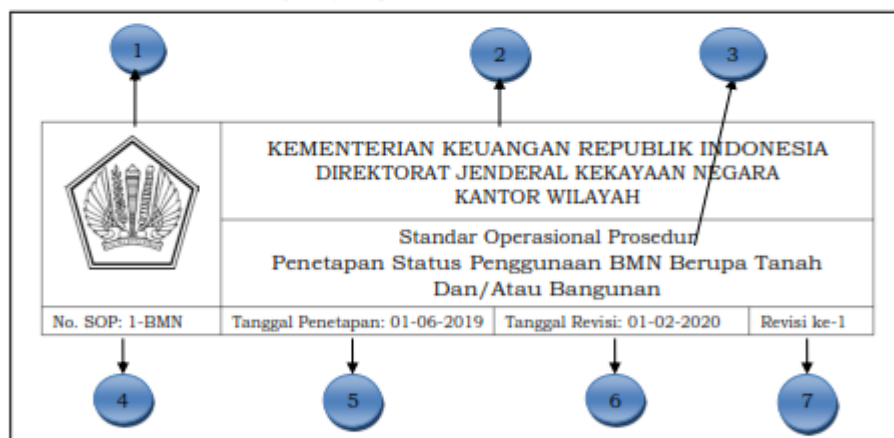 1
2
3
KEMENTERIAN KEUANGAN REPUBLIK INDONESIA
DIREKTORAT JENDERAL KEKAYAAN NEGARA
KANTOR WILAYAH
Standar Operasional Prosedur
Penetapan Status Penggunaan BMN Berupa Tanah
Dan/Atau Bangunan
No. SOP: 1-BMN
Tanggal Penetapan: 01-06-2019
Tanggal Revisi: 01-02-2020
Revisi ke-1
4
5
6
7